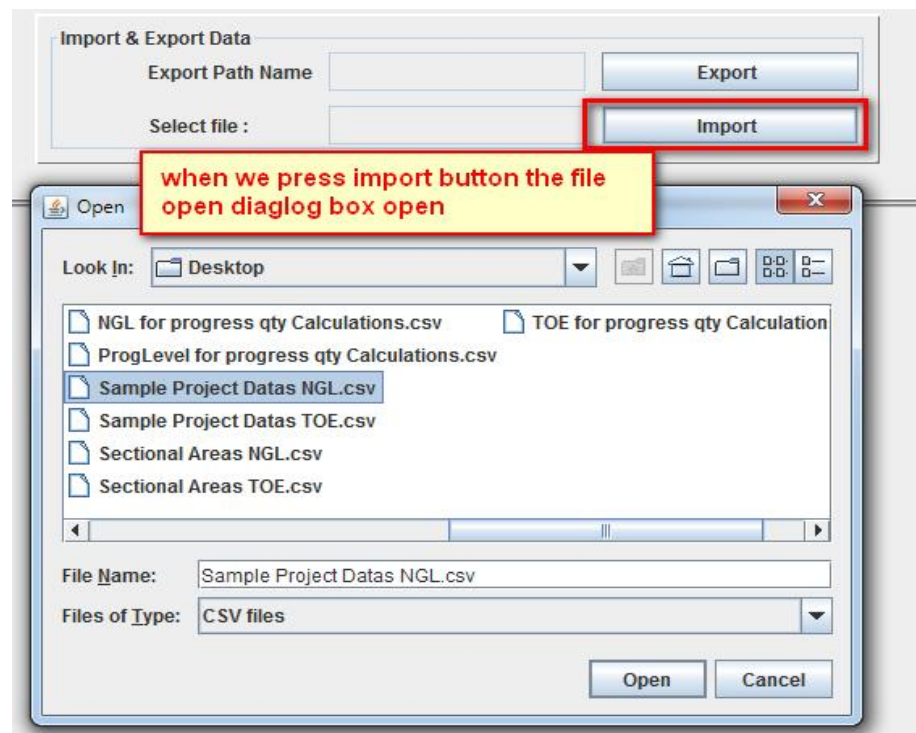 Import & Export Data
Export Path Name
Export
Select file :
Import
when we press import button the file
open diaglog box open
Open
Look In:
Desktop
NGL for progress qty Calculations.csv
TOE for progress qty Calculation
ProgLevel for progress qty Calculations.csv
Sample Project Datas NGL.csv
Sample Project Datas TOE.csv
Sectional Areas NGL.csv
Sectional Areas TOE.csv
File Name:
Sample Project Datas NGL.csv
Files of Type:
CSV files
Open
Cancel